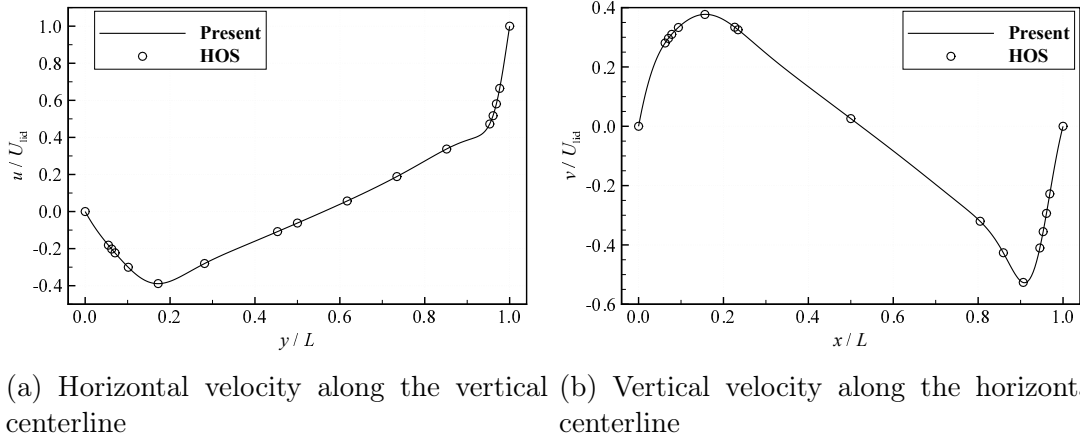 Present
HOS
u / U_lid
1.0
0.8
0.6
0.4
0.2
0.0
-0.2
-0.4
0.0 0.2 0.4 0.6 0.8 1.0
y / L
Present
HOS
v / U_lid
0.4
0.2
0.0
-0.2
-0.4
-0.6
0.0 0.2 0.4 0.6 0.8 1.0
x / L
(a) Horizontal velocity along the vertical
centerline
(b) Vertical velocity along the horizonta
centerline